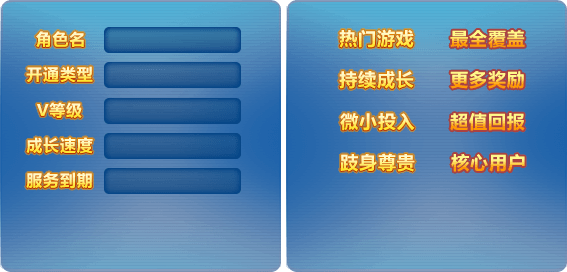 角色名
开通类型
V等级
成长速度
服务到期
热门游戏 最全覆盖
持续成长 更多奖励
微小投入 超值回报
跂身尊贵 核心用户